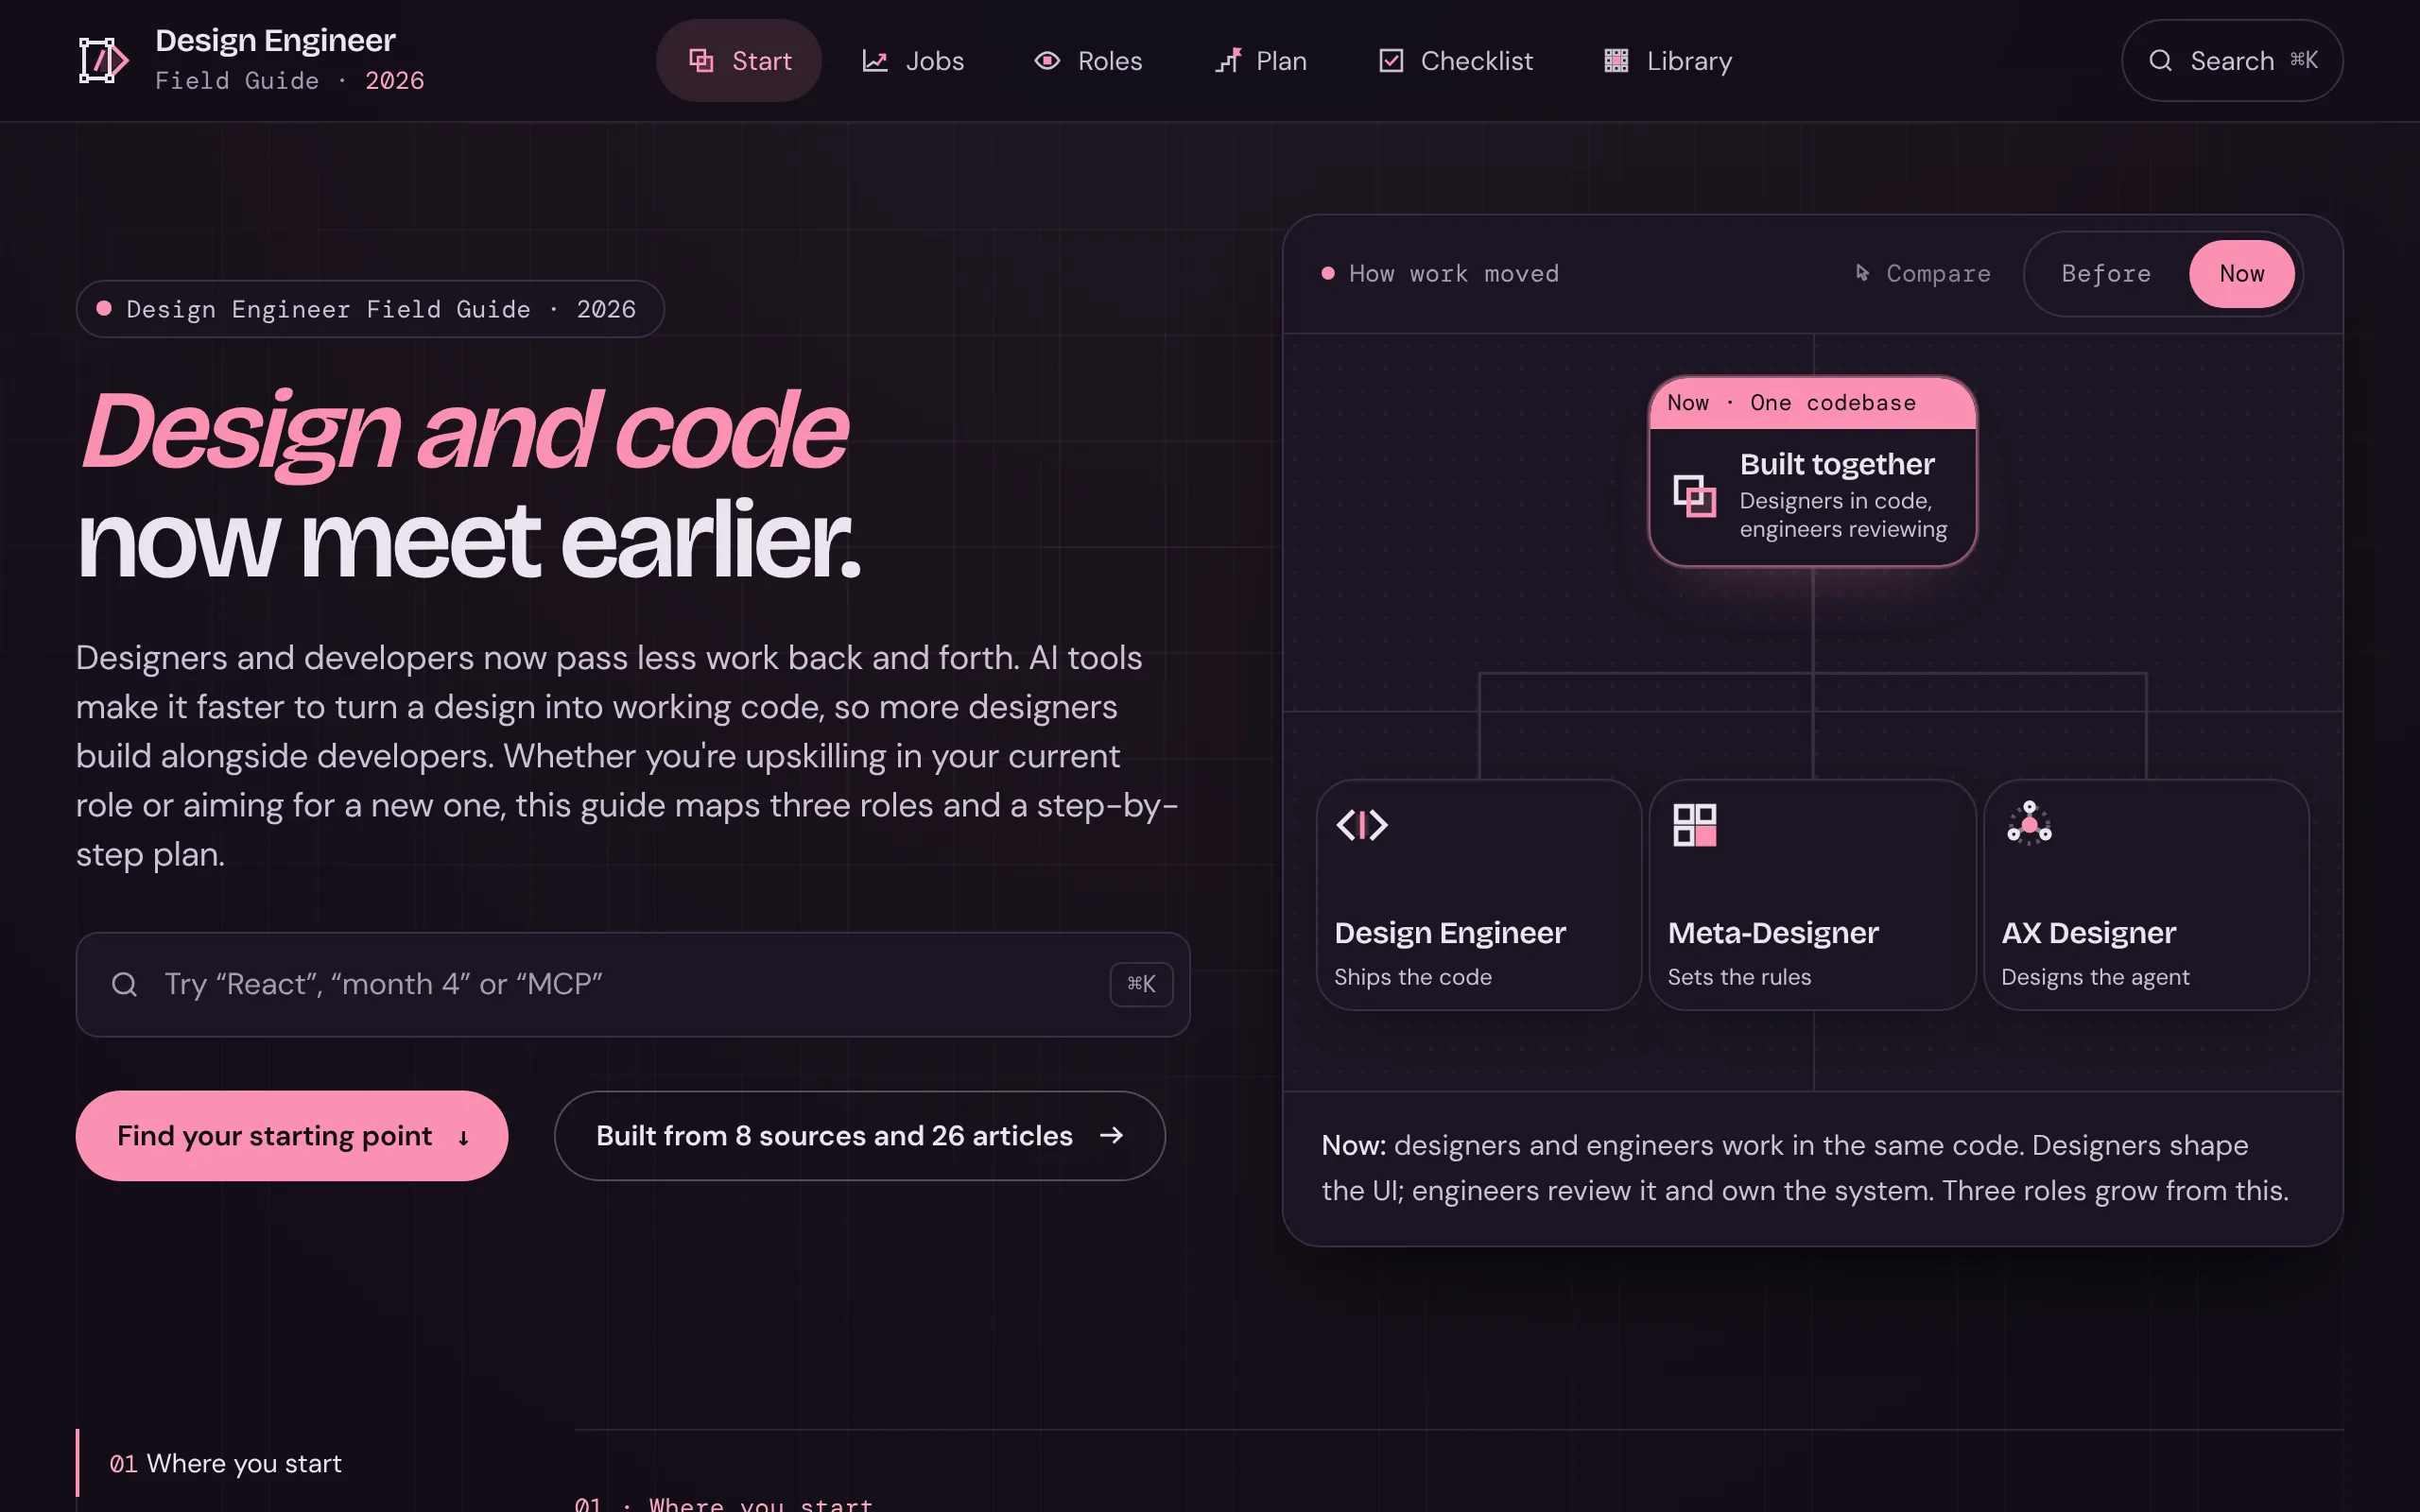 Design Engineer
Field Guide · 2026
Start
Jobs
Roles
Plan
Checklist
Library
Search ⌘K
Design Engineer Field Guide · 2026
Design and code
now meet earlier.
Designers and developers now pass less work back and forth. AI tools
make it faster to turn a design into working code, so more designers
build alongside developers. Whether you're upskilling in your current
role or aiming for a new one, this guide maps three roles and a step-by-
step plan.
Try “React”, “month 4” or “MCP”
⌘K
Find your starting point ↓
Built from 8 sources and 26 articles →
How work moved
Compare
Before
Now
Now · One codebase
Built together
Designers in code,
engineers reviewing
Design Engineer
Ships the code
Meta-Designer
Sets the rules
AX Designer
Designs the agent
Now: designers and engineers work in the same code. Designers shape
the UI; engineers review it and own the system. Three roles grow from this.
01 Where you start
01 · Where you start